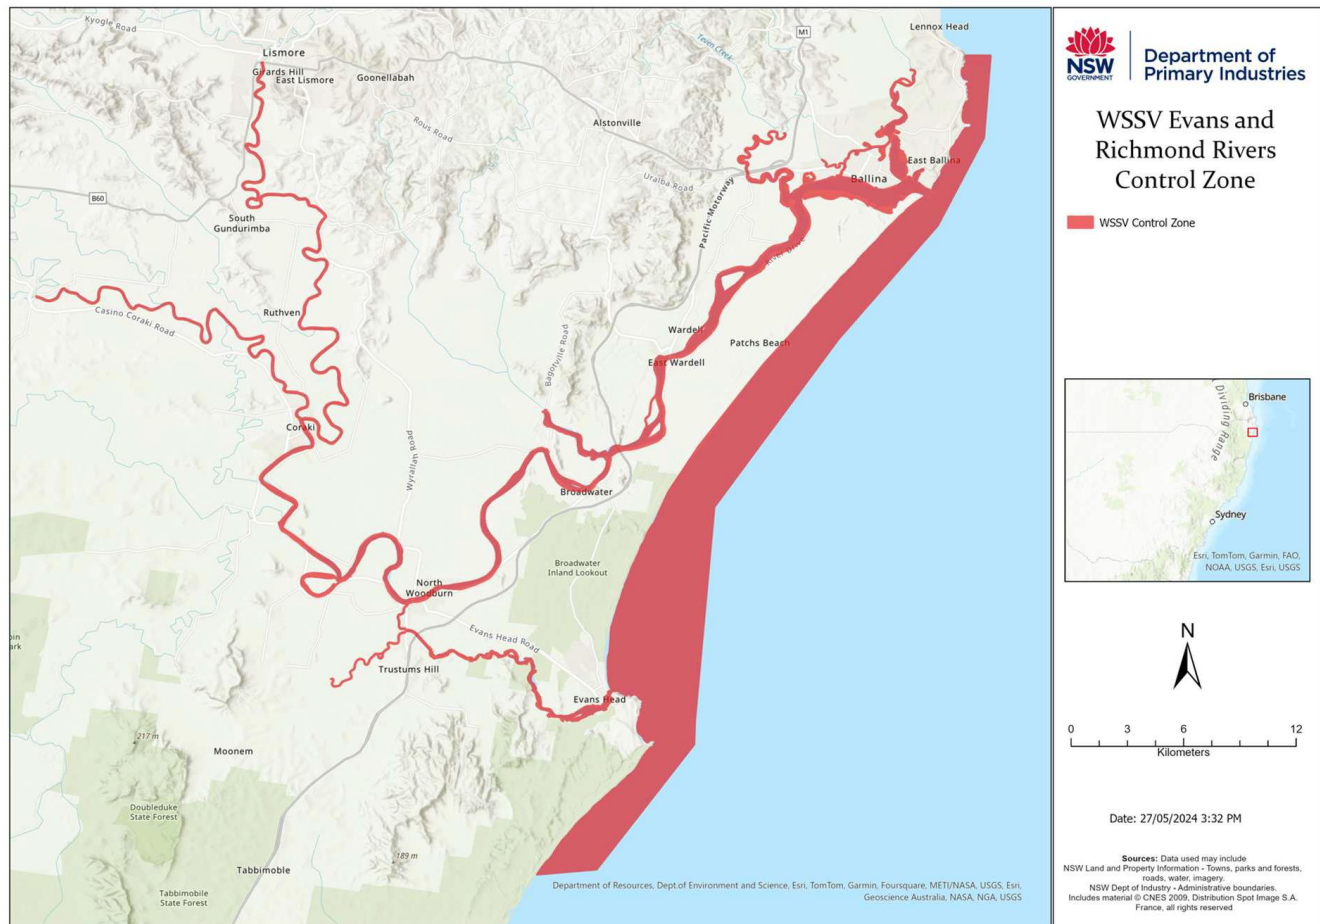 Kyogle Road
Lismore
Girards Hill
East Lismore
Goonellabah
Teven Creek
M1
Lennox Head
Rous Road
Alstonville
Uralba Road
Pacific Motorway
East Ballina
Ballina
B60
South
Gundurimba
River Drive
Casino Coraki Road
Ruthven
Wardell
Patchs Beach
East Wardell
Bagotville Road
Coraki
Wyrallah Road
Broadwater
Broadwater
Inland Lookout
North
Woodburn
Evans Head Road
Trustums Hill
Evans Head
217 m
Moonem
Doubleduke
State Forest
189 m
Tabbimoble
Tabbimobile
State Forest
Department of Resources, Dept.of Environment and Science, Esri, TomTom, Garmin, Foursquare, METI/NASA, USGS, Esri,
Geoscience Australia, NASA, NGA, USGS
NSW
GOVERNMENT
Department of
Primary Industries
WSSV Evans and
Richmond Rivers
Control Zone
WSSV Control Zone
Brisbane
Dividing Range
Sydney
Esri, TomTom, Garmin, FAO,
NOAA, USGS, Esri, USGS
N
0 3 6 12
Kilometers
Date: 27/05/2024 3:32 PM
Sources: Data used may include
NSW Land and Property Information - Towns, parks and forests,
roads, water, imagery.
NSW Dept of Industry - Administrative boundaries.
Includes material © CNES 2009, Distribution Spot Image S.A.
France, all rights reserved